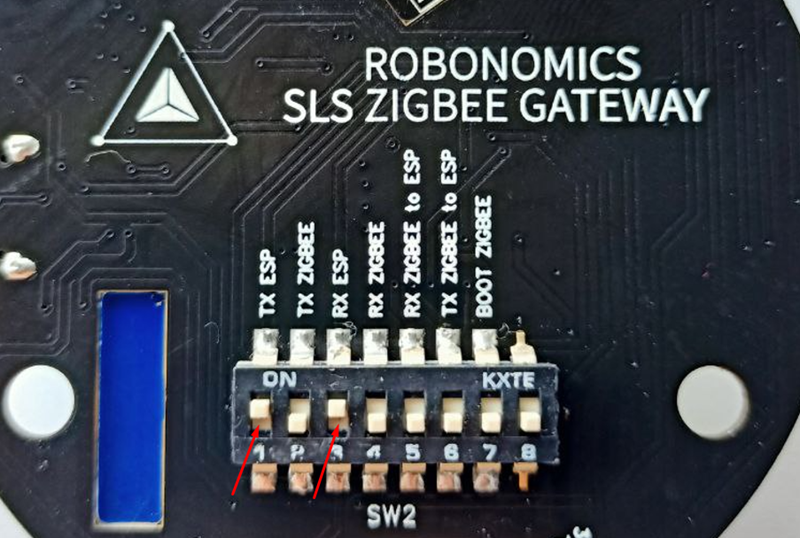 ROBONOMICS
SLS ZIGBEE GATEWAY
TX ESP
TX ZIGBEE
RX ESP
RX ZIGBEE
RX ZIGBEE to ESP
TX ZIGBEE to ESP
BOOT ZIGBEE
ON KXTE
1 2 3 4 5 6 7 8
SW2